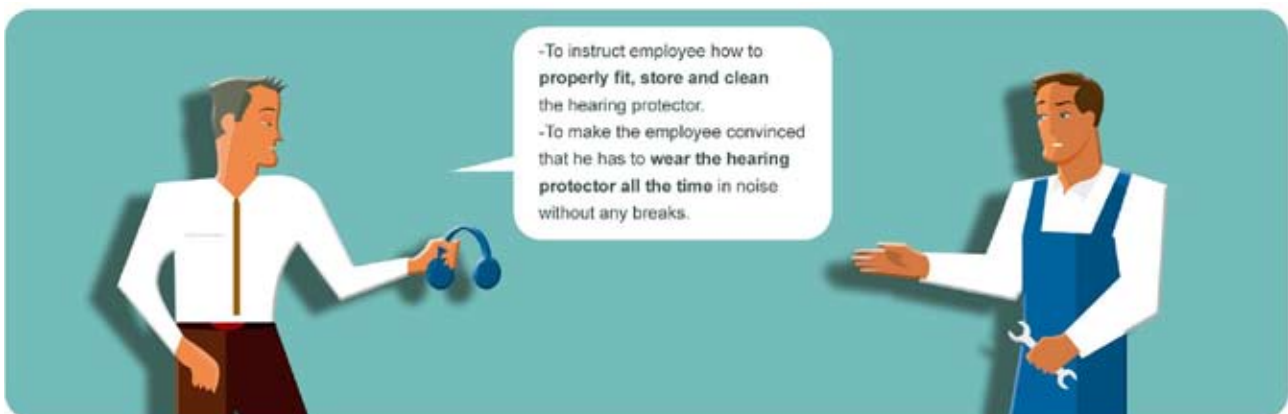 -To instruct employee how to
properly fit, store and clean
the hearing protector.
-To make the employee convinced
that he has to wear the hearing
protector all the time in noise
without any breaks.